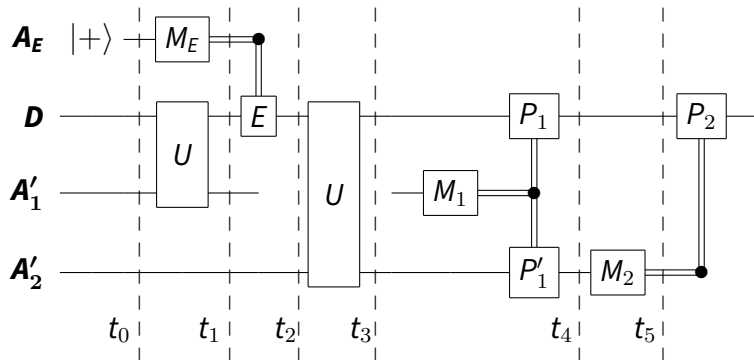 A_E |+⟩ M_E
D E P_1 P_2
U U
A′_1 M_1
A′_2 P′_1 M_2
t_0 t_1 t_2 t_3 t_4 t_5